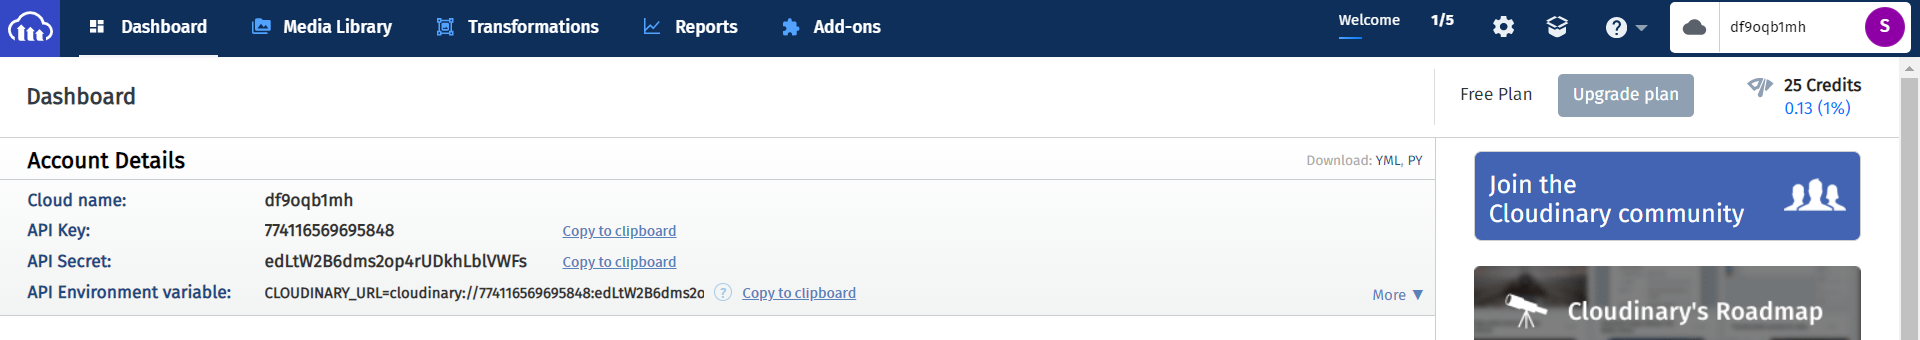 Dashboard Media Library Transformations Reports Add-ons Welcome 1/5 ? df9oqb1mh S
Dashboard Free Plan Upgrade plan 25 Credits
0.13 (1%)
Account Details Download: YML, PY
Cloud name: df9oqb1mh
API Key: 774116569695848 Copy to clipboard
API Secret: edLtW2B6dms2op4rUDkhLblVWFs Copy to clipboard
API Environment variable: CLOUDINARY_URL=cloudinary://774116569695848:edLtW2B6dms2o ? Copy to clipboard
More
Join the
Cloudinary community
Cloudinary's Roadmap